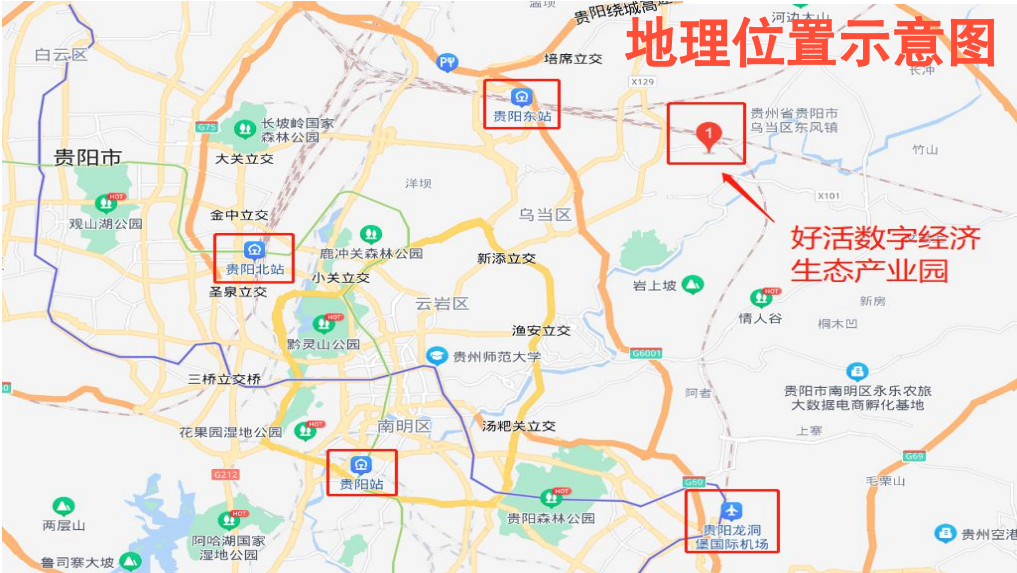 地理位置示意图
温坝
贵阳绕城高速
河边大山
白云区
P
培席立交
X129
长冲
贵阳东站
1
贵州省贵阳市
乌当区东风镇
G75
长坡岭国家
森林公园
大关立交
贵阳市
竹山
洋坝
X101
HOT
观山湖公园
金中立交
乌当区
好活数字经济
生态产业园
贵阳北站
鹿冲关森林公园
新添立交
小关立交
圣泉立交
岩上坡
HOT
情人谷
新房
云岩区
HOT
黔灵山公园
渔安立交
桐木凹
贵州师范大学
G6001
三桥立交桥
阿者
贵阳市南明区永乐农旅
大数据电商孵化基地
HOT
花果园湿地公园
南明区
汤粑关立交
上寨
贵阳站
G212
G69
G60
毛栗山
HOT
贵阳森林公园
两层山
HOT
阿哈湖国家
湿地公园
贵阳龙洞
堡国际机场
贵州空港
鲁司寨大坡